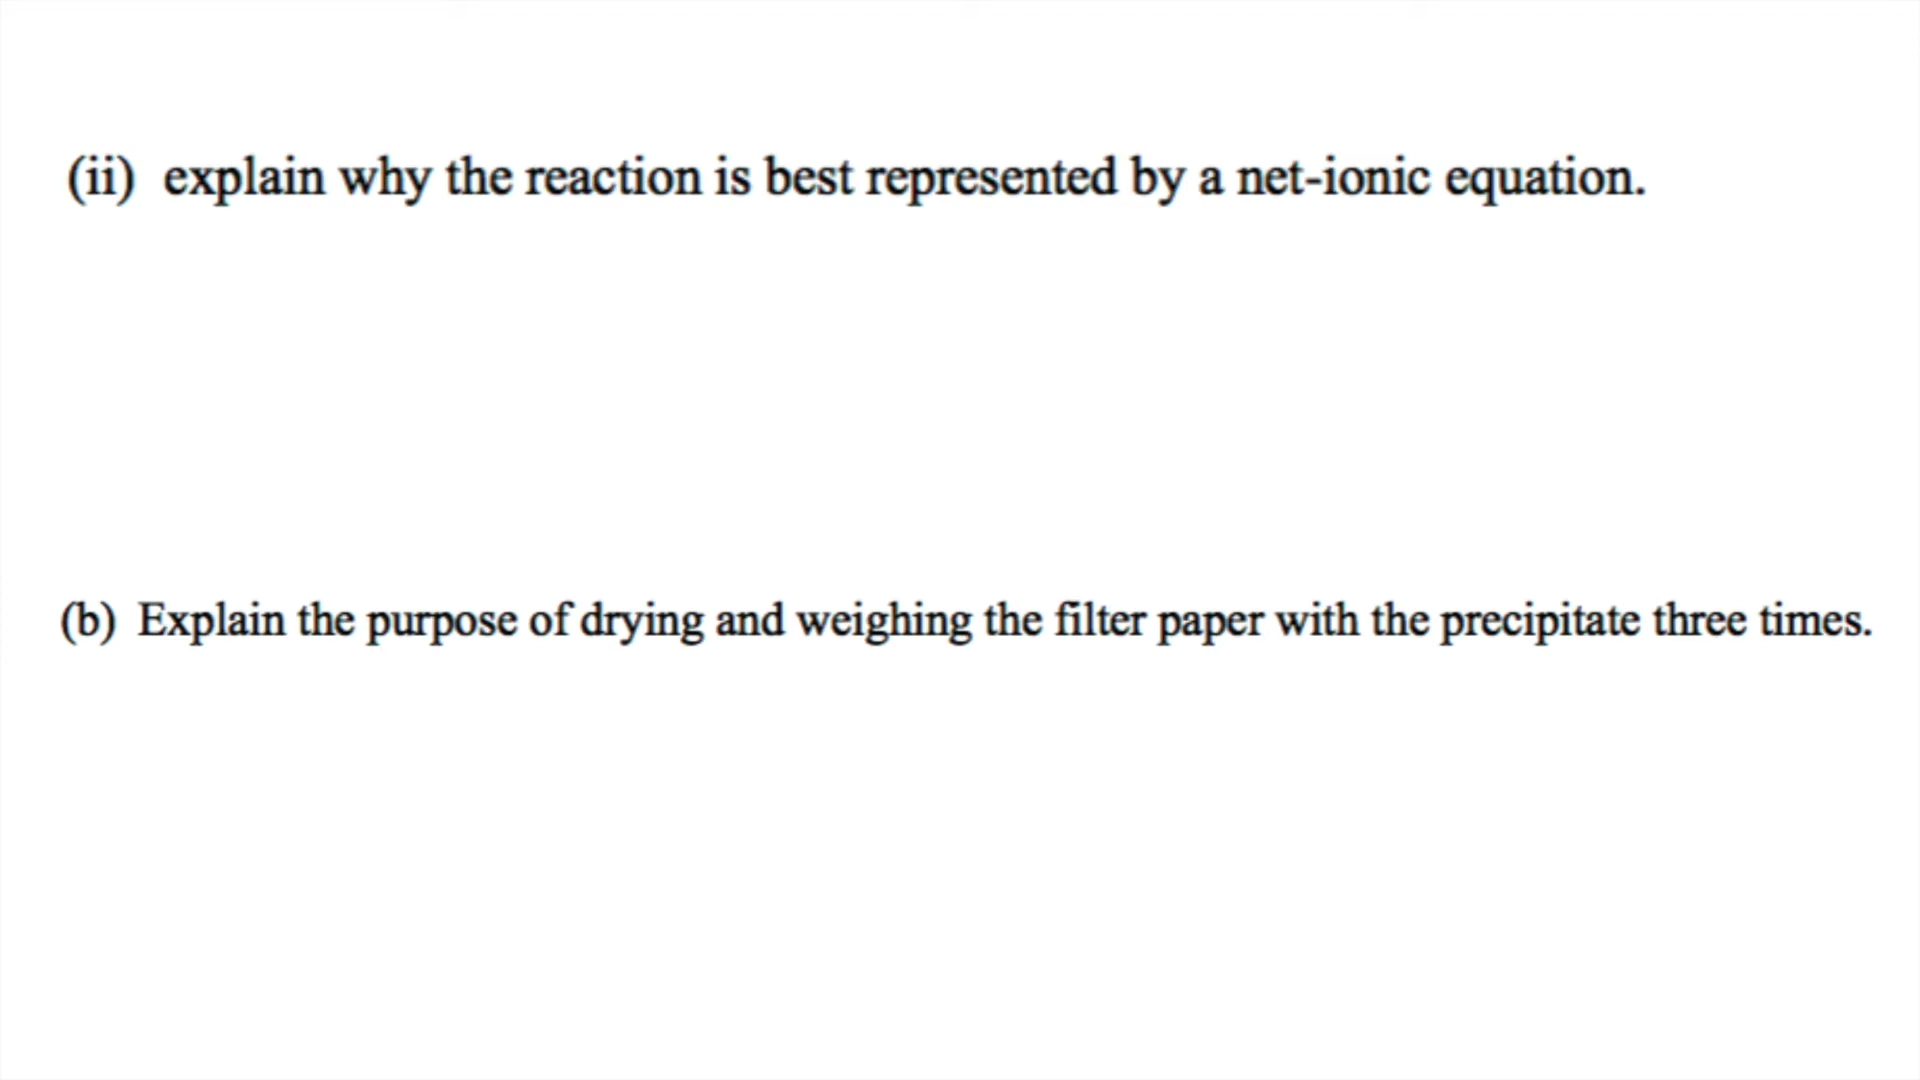 (ii) explain why the reaction is best represented by a net-ionic equation.
(b) Explain the purpose of drying and weighing the filter paper with the precipitate three times.